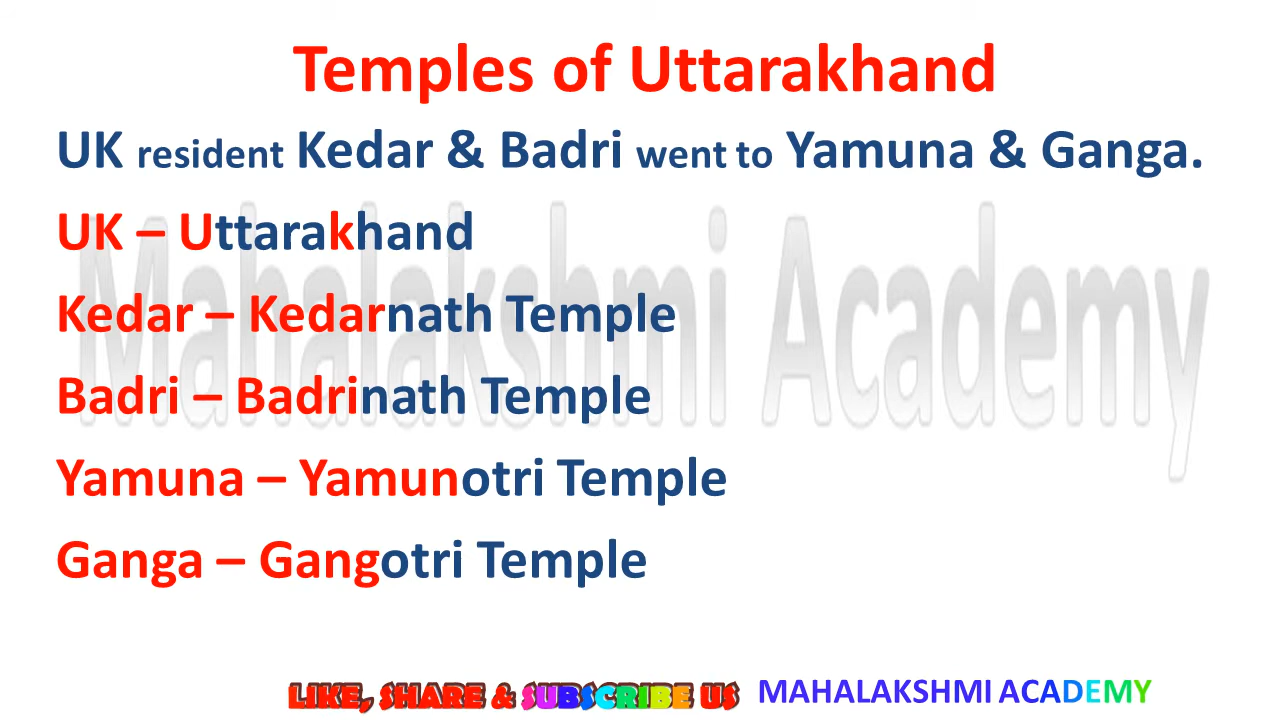 Temples of Uttarakhand
UK resident Kedar & Badri went to Yamuna & Ganga.
UK – Uttarakhand
Kedar – Kedarnath Temple
Badri – Badrinath Temple
Yamuna – Yamunotri Temple
Ganga – Gangotri Temple
Mahalakshmi Academy
LIKE, SHARE & SUBSCRIBE US MAHALAKSHMI ACADEMY